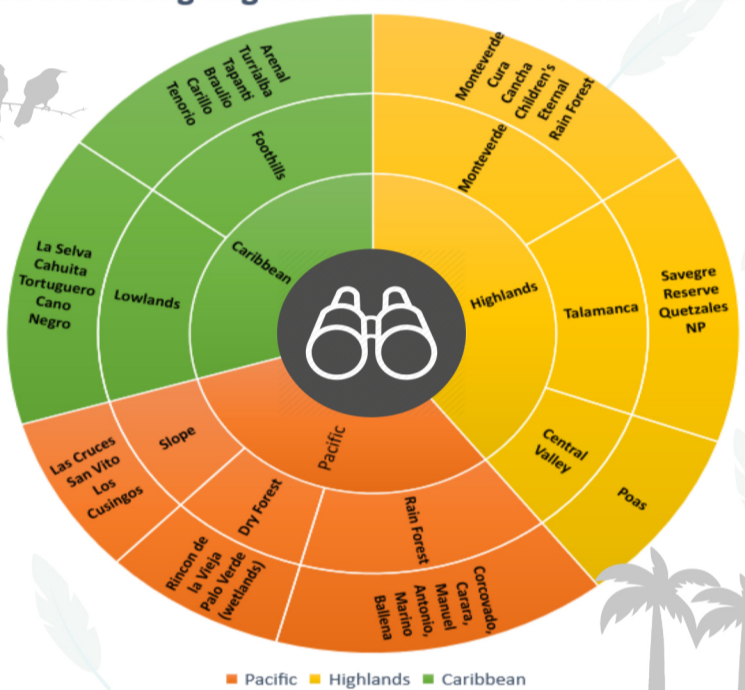 Arenal
Turrialba
Tapanti
Braulio
Carillo
Tenorio
Foothills
Caribbean
La Selva
Cahuita
Tortuguero
Cano
Negro
Lowlands
Monteverde
Cura
Cancha
Children's
Eternal
Rain Forest
Monteverde
Highlands
Talamanca
Savegre
Reserve
Quetzales
NP
Central
Valley
Poas
Pacific
Slope
Las Cruces
San Vito
Los
Cusingos
Dry Forest
Rincon de
la Vieja
Palo Verde
(wetlands)
Rain Forest
Corcovado,
Carara,
Manuel
Antonio,
Marino
Ballena
Pacific Highlands Caribbean